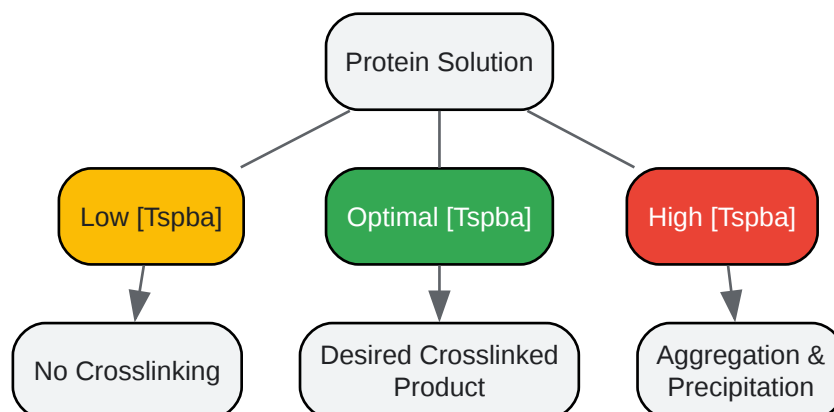 Protein Solution
Low [Tspba]
Optimal [Tspba]
High [Tspba]
No Crosslinking
Desired Crosslinked
Product
Aggregation &
Precipitation